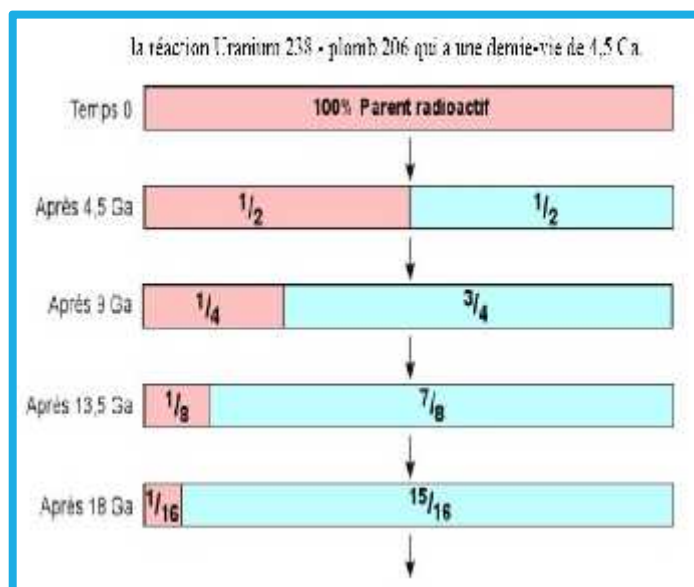 la réaction Uranium 238 - plomb 206 qui a une demie-vie de 4,5 Ga.
Temps 0
100% Parent radioactif
Après 4,5 Ga
1/2
1/2
Après 9 Ga
1/4
3/4
Après 13,5 Ga
1/8
7/8
Après 18 Ga
1/16
15/16